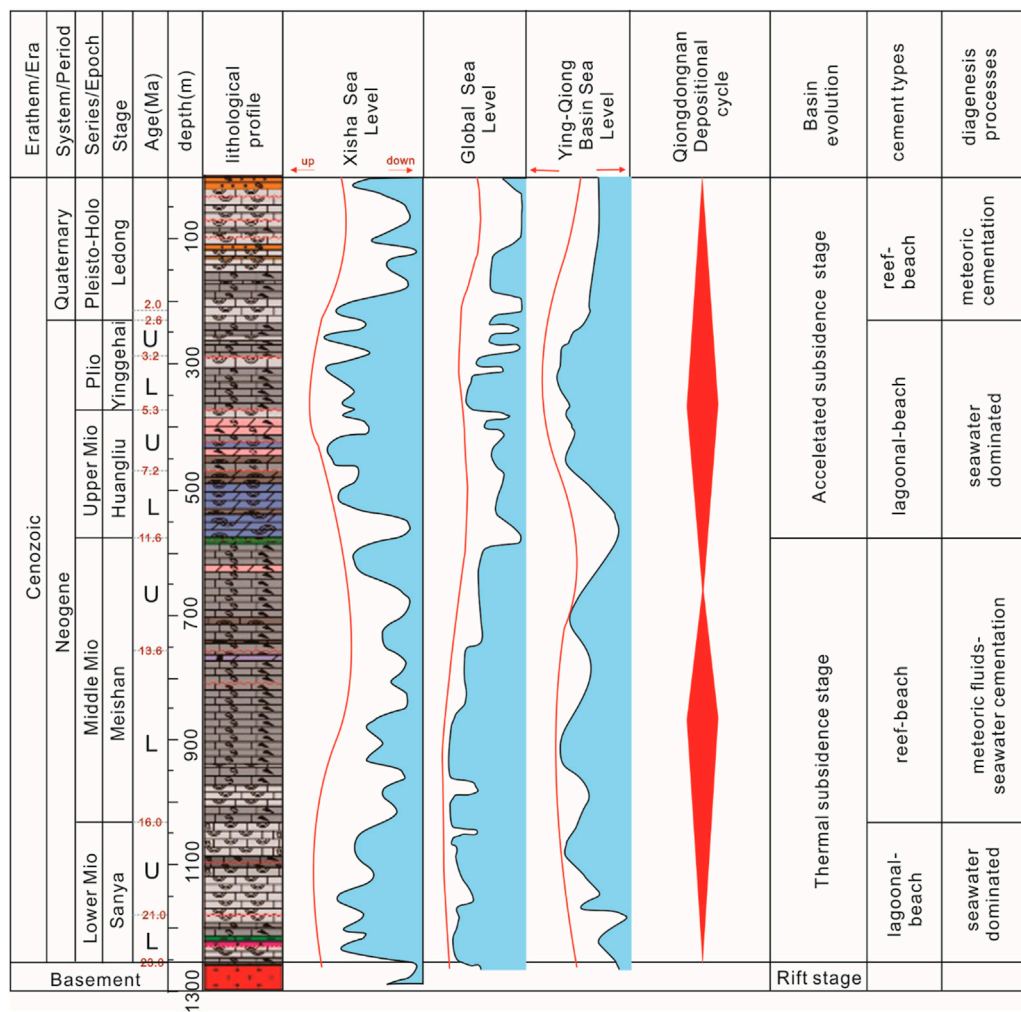 Erathem/Era
System/Period
Series/Epoch
Stage
Age(Ma)
depth(m)
lithological
profile
Xisha Sea
Level
up
down
Global Sea
Level
Ying-Qiong
Basin Sea
Level
Qiongdongnan
Depositional
cycle
Basin
evolution
cement types
diagenesis
processes
Cenozoic
Quaternary
Neogene
Pleisto-Holo
Plio
Upper Mio
Middle Mio
Lower Mio
Ledong
Yinggehai
Huangliu
Meishan
Sanya
2.0
2.6
U
3.2
L
5.3
U
7.2
L
11.6
U
13.6
L
16.0
U
21.0
L
23.0
100
300
500
700
900
1100
1300
Acceletated subsidence stage
Thermal subsidence stage
Rift stage
reef-
beach
lagoonal-beach
reef-beach
lagoonal-
beach
meteoric
cementation
seawater
dominated
meteoric fluids-
seawater cementation
seawater
dominated
Basement